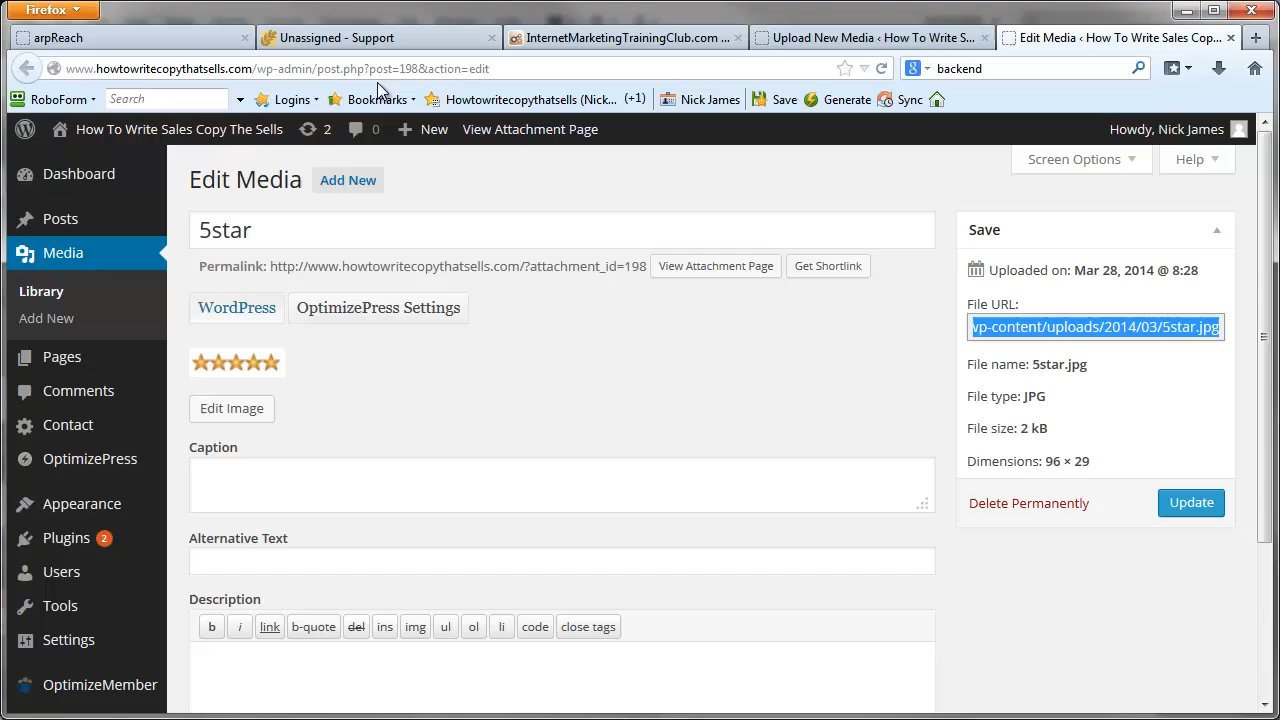 Firefox
arpReach
Unassigned - Support
InternetMarketingTrainingClub.com ...
Upload New Media ‹ How To Write S...
Edit Media ‹ How To Write Sales Cop...
www.howtowritecopythatsells.com/wp-admin/post.php?post=198&action=edit
backend
RoboForm
Search
Logins
Bookmarks
Howtowritecopythatsells (Nick...
(+1)
Nick James
Save
Generate
Sync
How To Write Sales Copy The Sells
2
0
New
View Attachment Page
Howdy, Nick James
Dashboard
Posts
Media
Library
Add New
Pages
Comments
Contact
OptimizePress
Appearance
Plugins 2
Users
Tools
Settings
OptimizeMember
Screen Options
Help
Edit Media
Add New
5star
Permalink: http://www.howtowritecopythatsells.com/?attachment_id=198
View Attachment Page
Get Shortlink
WordPress
OptimizePress Settings
Edit Image
Caption
Alternative Text
Description
b
i
link
b-quote
del
ins
img
ul
ol
li
code
close tags
Save
Uploaded on: Mar 28, 2014 @ 8:28
File URL:
wp-content/uploads/2014/03/5star.jpg
File name: 5star.jpg
File type: JPG
File size: 2 kB
Dimensions: 96 × 29
Delete Permanently
Update